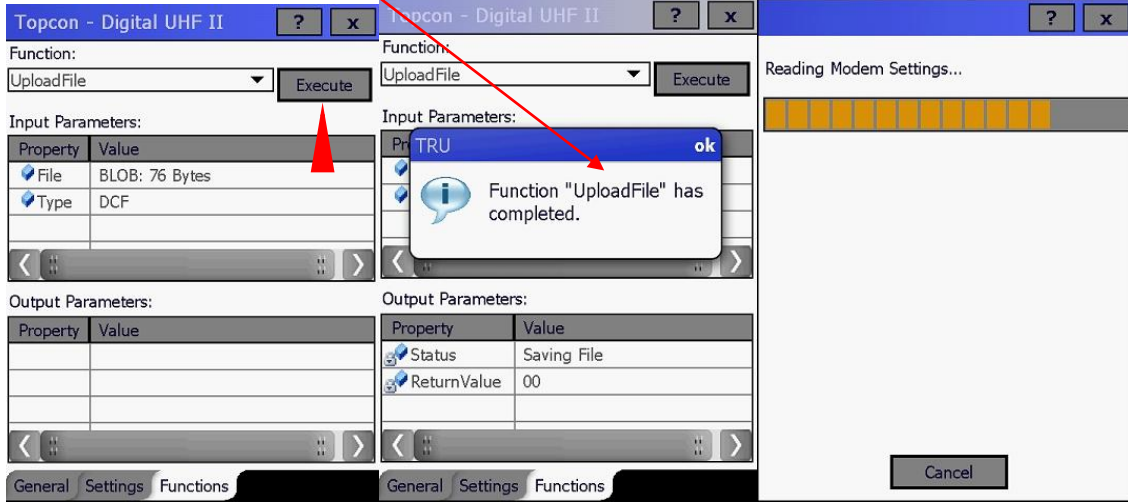 Topcon - Digital UHF II ? x
Function:
UploadFile Execute
Input Parameters:
Property Value
File BLOB: 76 Bytes
Type DCF
Output Parameters:
Property Value
General Settings Functions
Topcon - Digital UHF II ? x
Function:
UploadFile Execute
Input Parameters:
Pr
TRU ok
Function "UploadFile" has
completed.
Output Parameters:
Property Value
Status Saving File
ReturnValue 00
General Settings Functions
? x
Reading Modem Settings...
Cancel